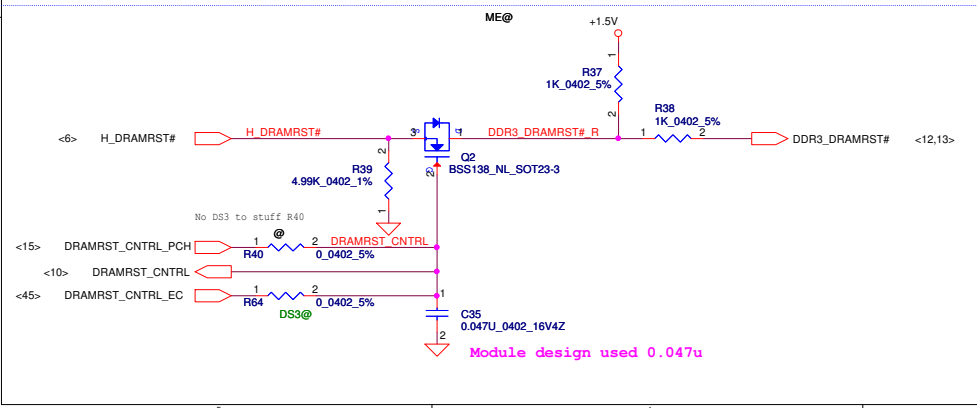 ME@
+1.5V
1
R37
1K_0402_5%
2
R38
1K_0402_5%
<6> H_DRAMRST# H_DRAMRST# 3 S 1 DDR3_DRAMRST#_R 1 2 DDR3_DRAMRST# <12,13>
Q2
BSS138_NL_SOT23-3
2
2
R39
4.99K_0402_1%
1
No DS3 to stuff R40
@
<15> DRAMRST_CNTRL_PCH 1 2 DRAMRST_CNTRL
R40 0_0402_5%
<10> DRAMRST_CNTRL
<45> DRAMRST_CNTRL_EC 1 2 1
R64 0_0402_5%
DS3@
C35
0.047U_0402_16V4Z
2
Module design used 0.047u